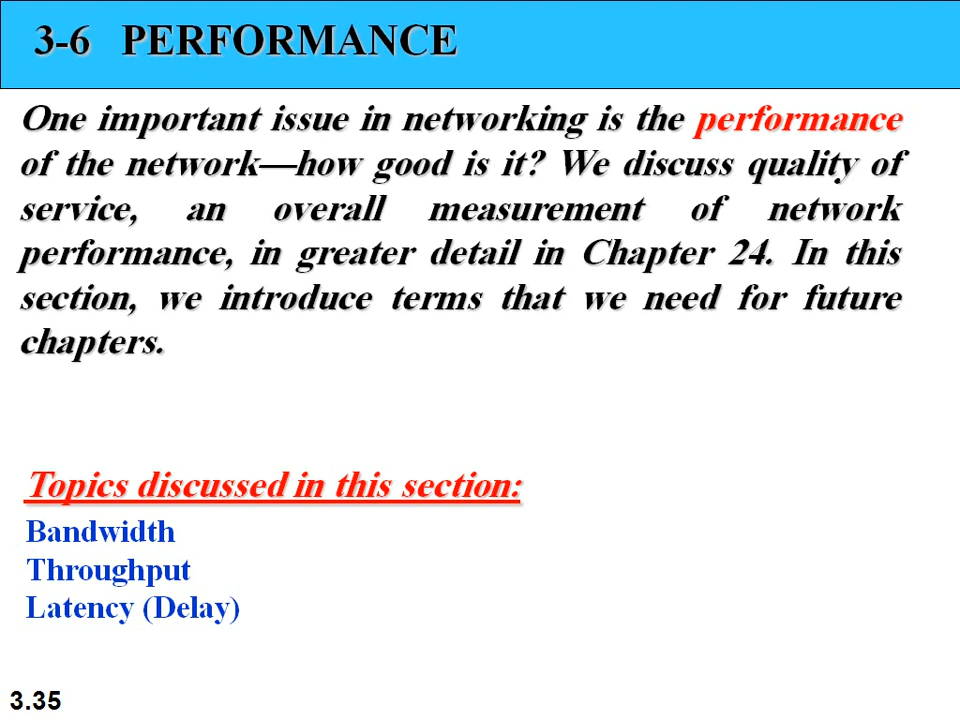 3-6 PERFORMANCE
One important issue in networking is the performance
of the network—how good is it? We discuss quality of
service, an overall measurement of network
performance, in greater detail in Chapter 24. In this
section, we introduce terms that we need for future
chapters.
Topics discussed in this section:
Bandwidth
Throughput
Latency (Delay)
3.35